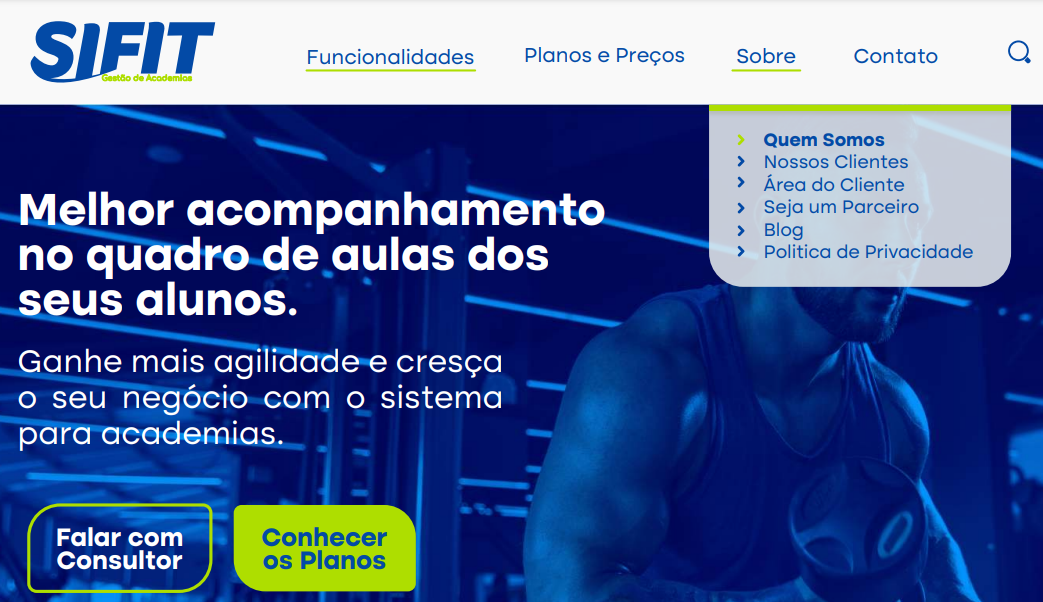 SIFIT
Gestão de Academias
Funcionalidades
Planos e Preços
Sobre
Contato
Quem Somos
Nossos Clientes
Área do Cliente
Seja um Parceiro
Blog
Politica de Privacidade
Melhor acompanhamento
no quadro de aulas dos
seus alunos.
Ganhe mais agilidade e cresça
o seu negócio com o sistema
para academias.
Falar com
Consultor
Conhecer
os Planos